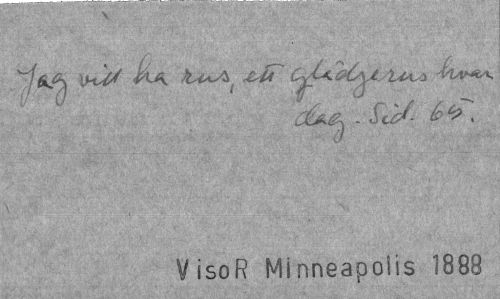 Jag vill ha rus, ett glädjerus hvar
dag. Sid. 65.
VisoR Minneapolis 1888